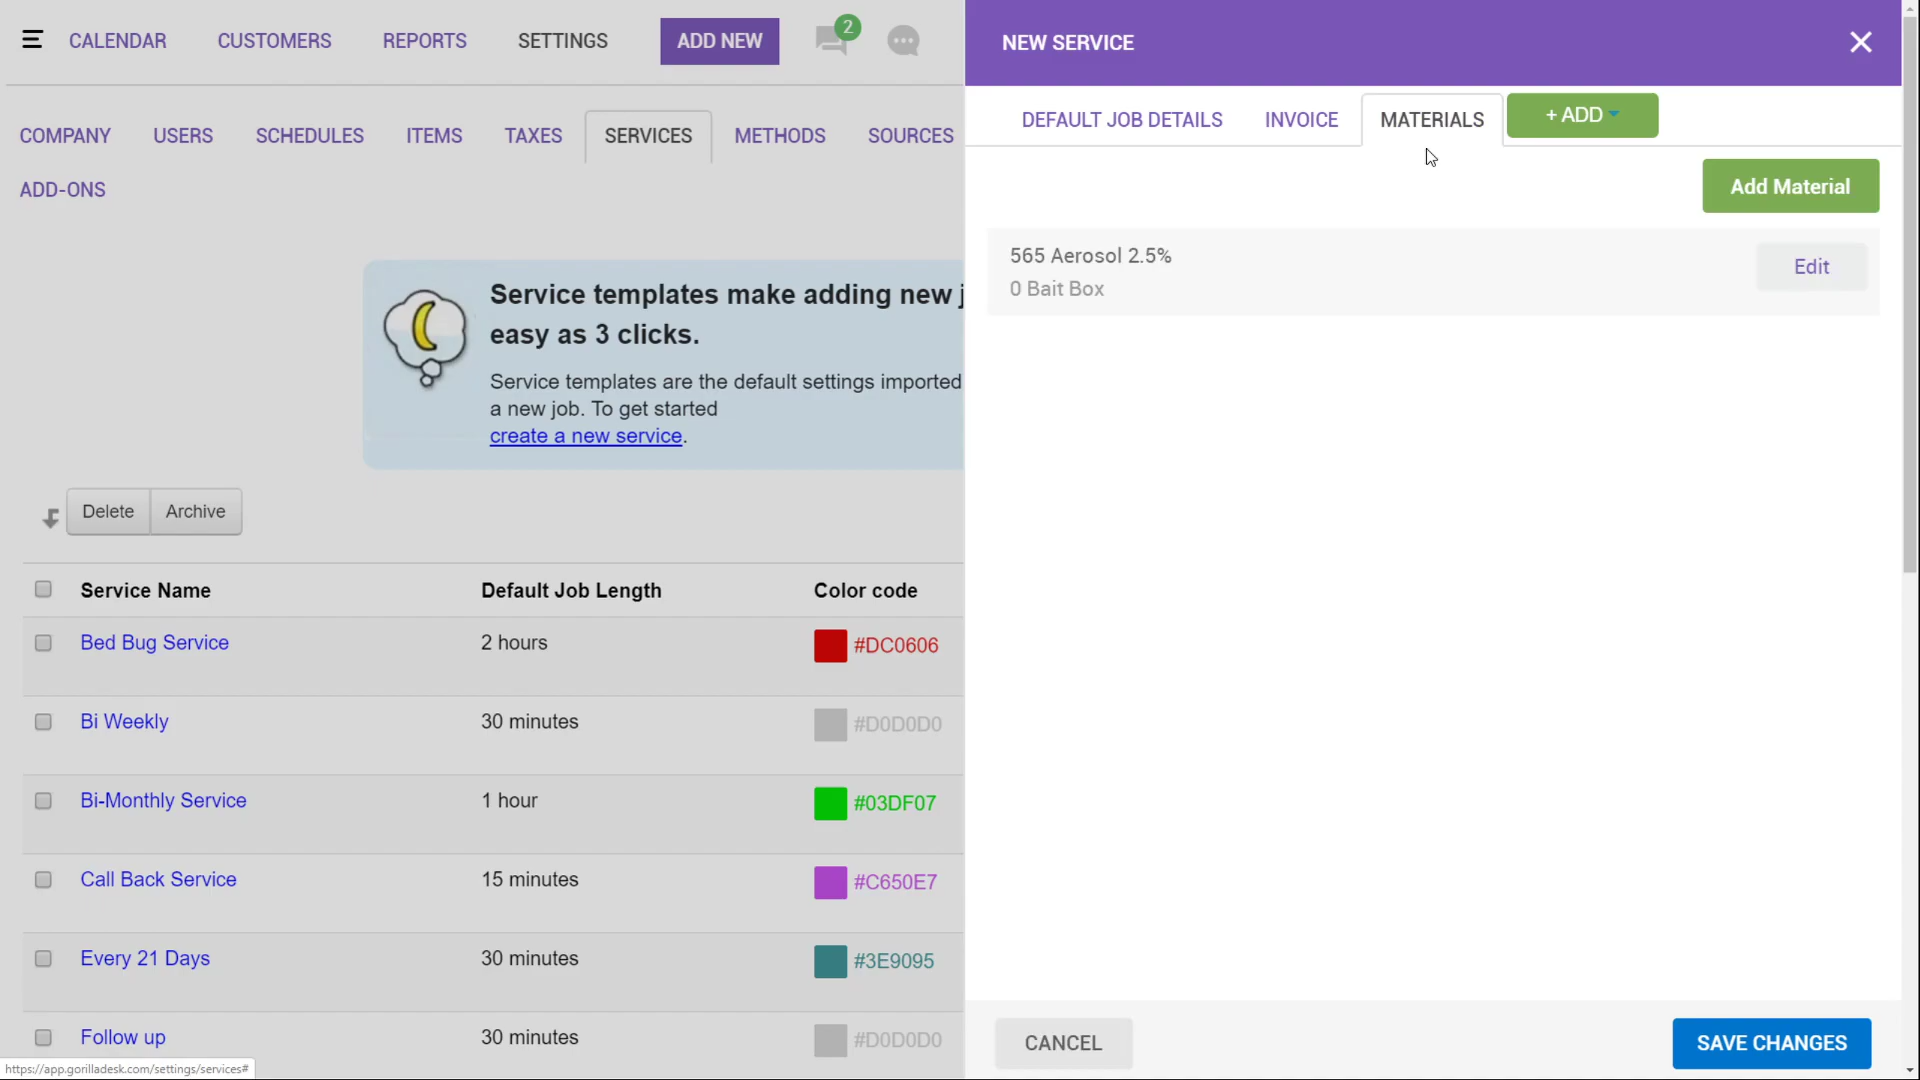 CALENDAR CUSTOMERS REPORTS SETTINGS ADD NEW 2
COMPANY USERS SCHEDULES ITEMS TAXES SERVICES METHODS SOURCES
ADD-ONS
Service templates make adding new j
easy as 3 clicks.
Service templates are the default settings imported
a new job. To get started
create a new service.
Delete Archive
Service Name Default Job Length Color code
Bed Bug Service 2 hours #DC0606
Bi Weekly 30 minutes #D0D0D0
Bi-Monthly Service 1 hour #03DF07
Call Back Service 15 minutes #C650E7
Every 21 Days 30 minutes #3E9095
Follow up 30 minutes #D0D0D0
https://app.gorilladesk.com/settings/services#
NEW SERVICE
DEFAULT JOB DETAILS INVOICE MATERIALS + ADD
Add Material
565 Aerosol 2.5%
0 Bait Box
Edit
CANCEL SAVE CHANGES